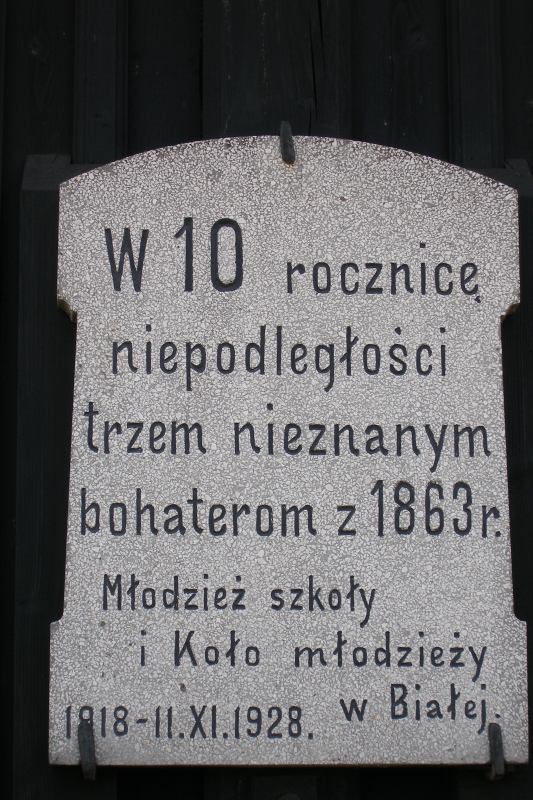 W 10 rocznicę
niepodległości
trzem nieznanym
bohaterom z 1863 r.
Młodzież szkoły
i Koło młodzieży
w Białej.
1918-11.XI.1928.